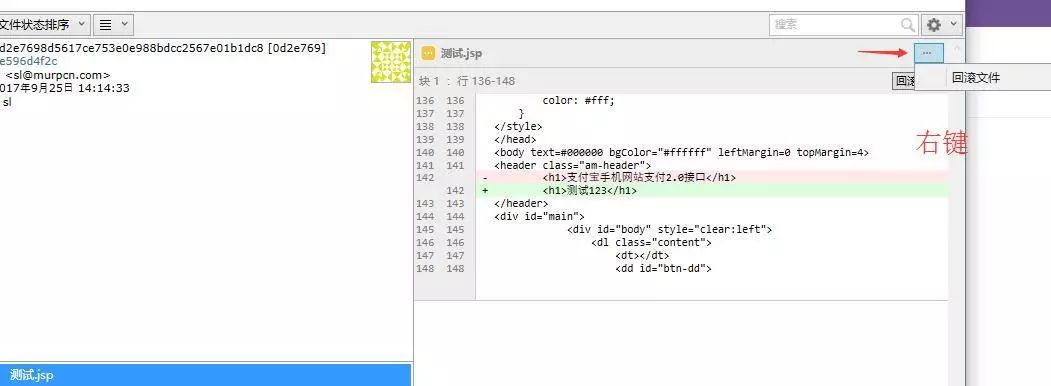 文件状态排序
搜索
0d2e7698d5617ce753e0e988bdcc2567e01b1dc8 [0d2e769]
e596d4f2c
<sl@murpcn.com>
2017年9月25日 14:14:33
sl
测试.jsp
...
回滚文件
块 1 : 行 136-148
回滚
右键
136 136 color: #fff;
137 137 }
138 138 </style>
139 139 </head>
140 140 <body text=#000000 bgColor="#ffffff" leftMargin=0 topMargin=4>
141 141 <header class="am-header">
142 - <h1>支付宝手机网站支付2.0接口</h1>
142 + <h1>测试123</h1>
143 143 </header>
144 144 <div id="main">
145 145 <div id="body" style="clear:left">
146 146 <dl class="content">
147 147 <dt></dt>
148 148 <dd id="btn-dd">
测试.jsp